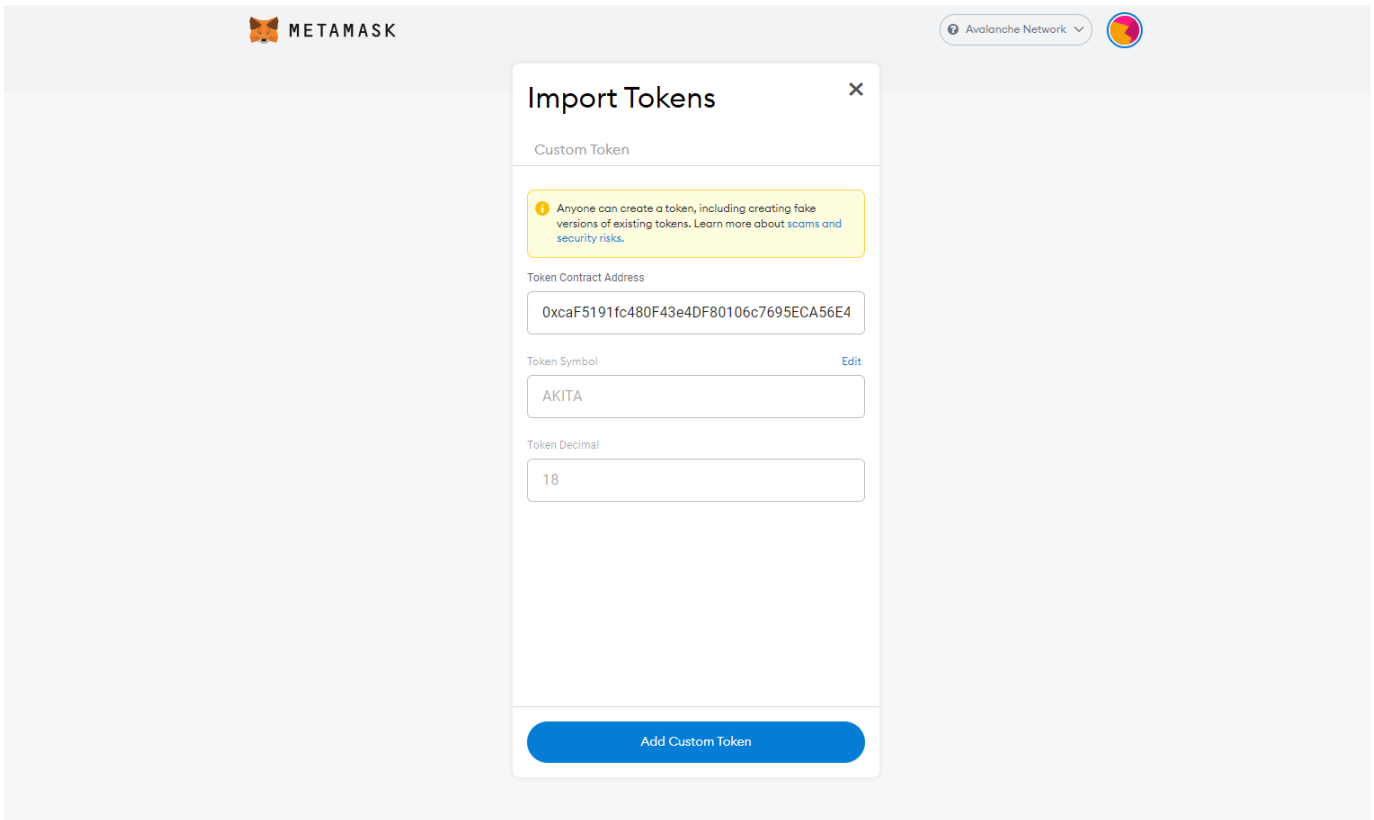 METAMASK
Avalanche Network
Import Tokens
Custom Token
Anyone can create a token, including creating fake
versions of existing tokens. Learn more about scams and
security risks.
Token Contract Address
0xcaF5191fc480F43e4DF80106c7695ECA56E4
Token Symbol
Edit
AKITA
Token Decimal
18
Add Custom Token